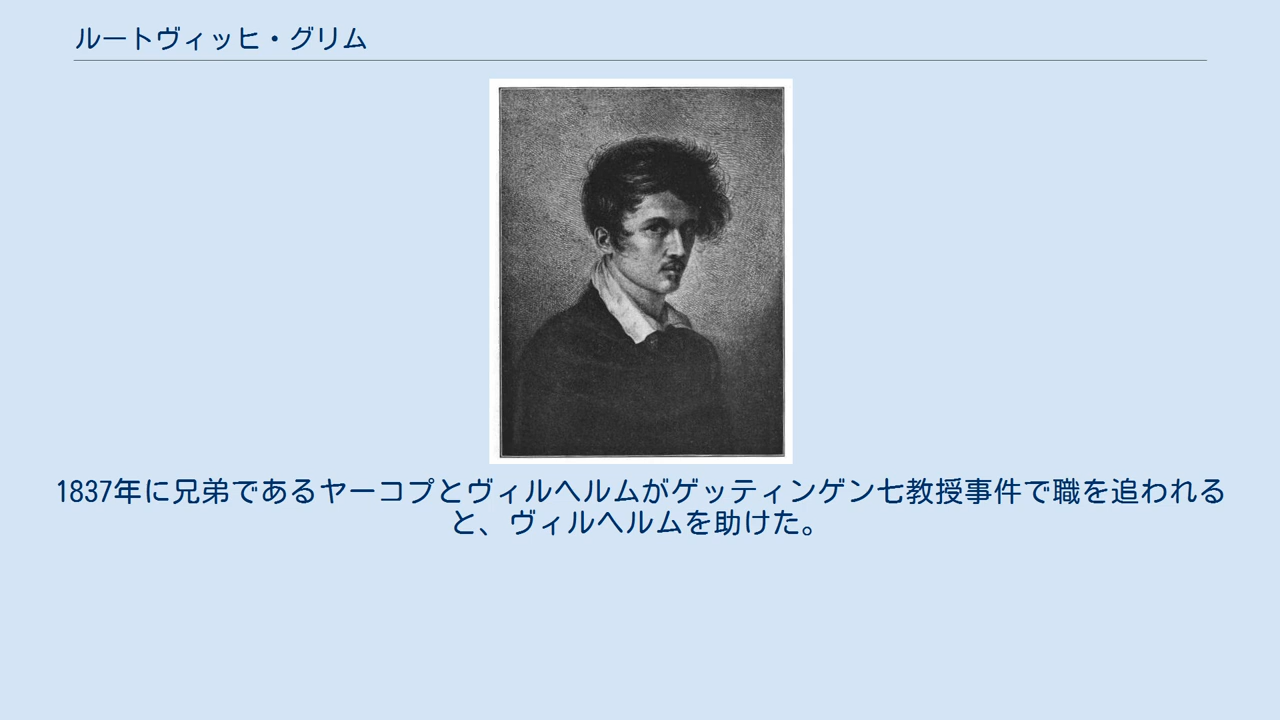 ルートヴィッヒ・グリム
1837年に兄弟であるヤーコプとヴィルヘルムがゲッティンゲン七教授事件で職を追われる
と、ヴィルヘルムを助けた。